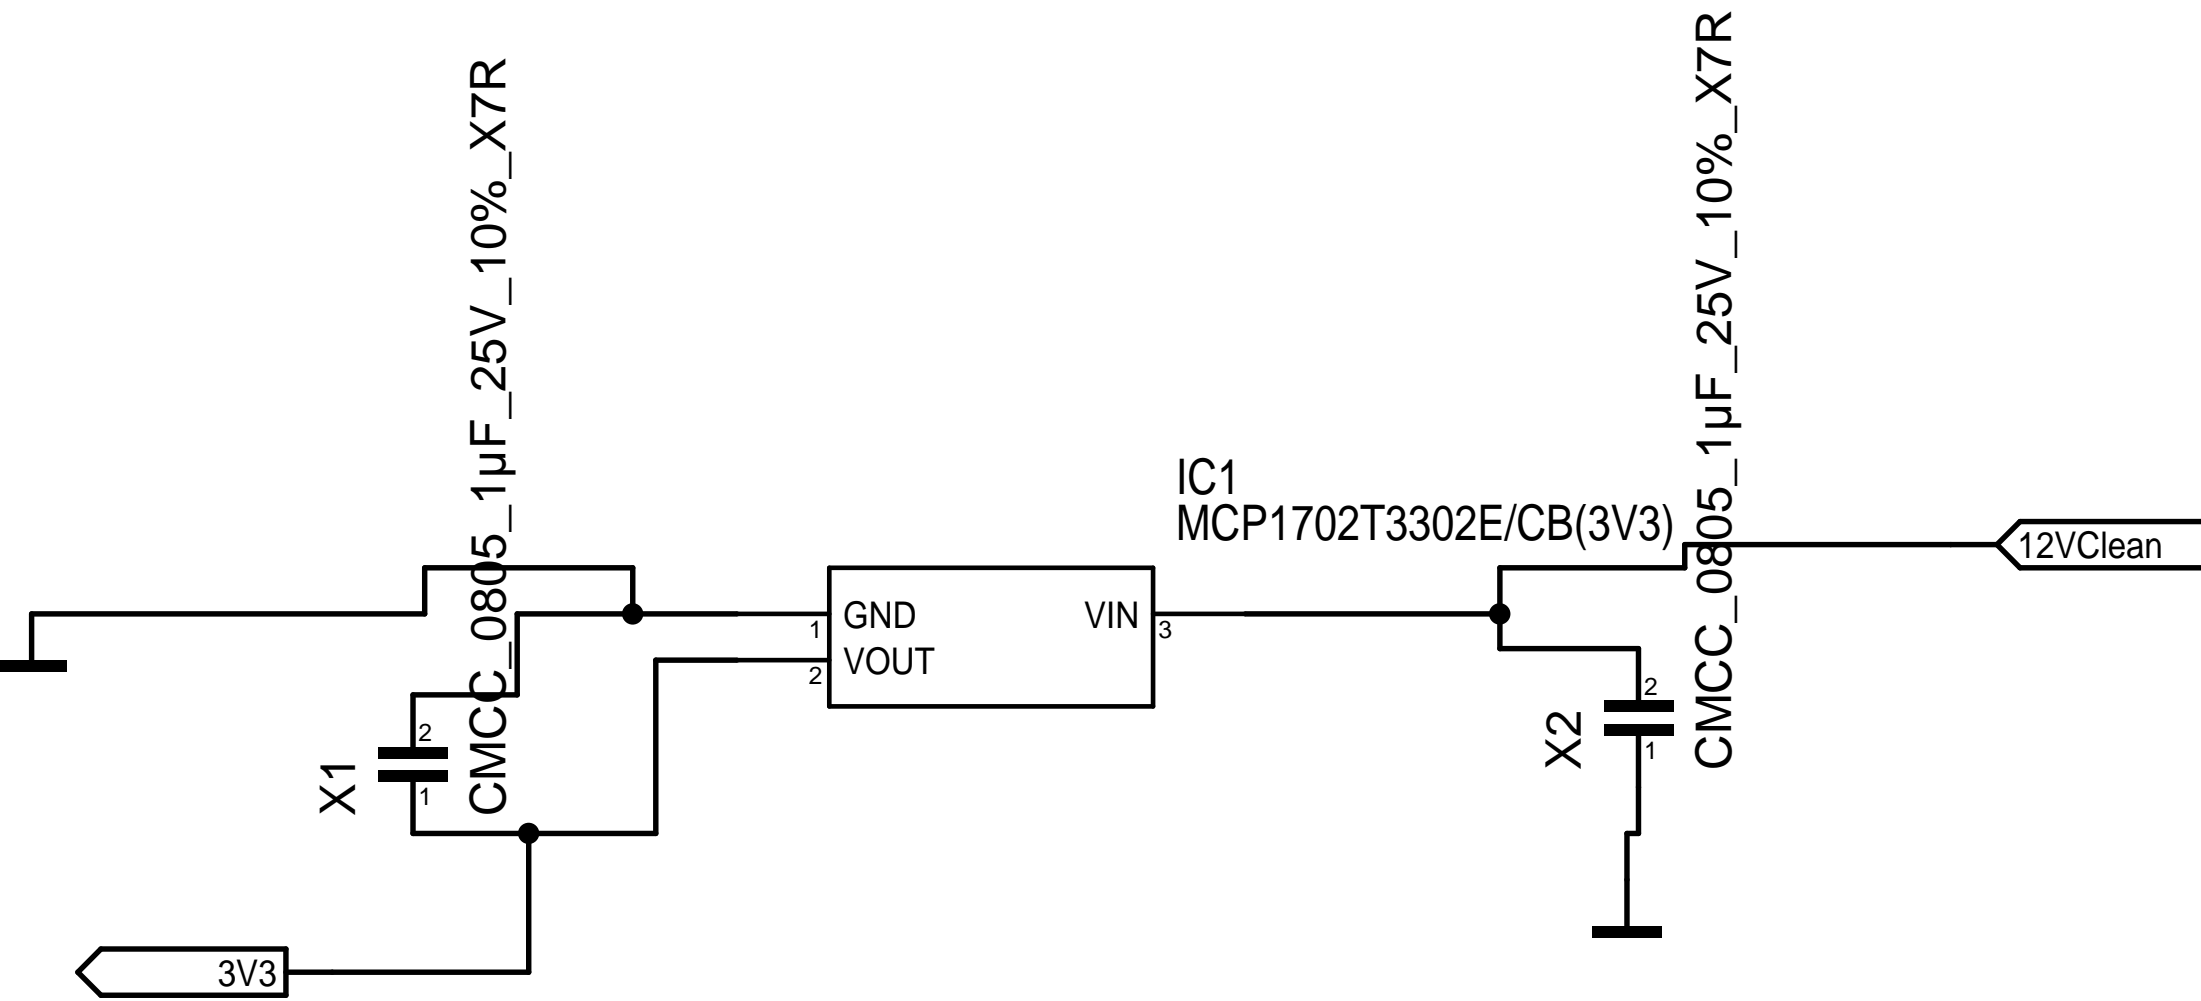 CMCC_0805_1µF_25V_10%_X7R
CMCC_0805_1µF_25V_10%_X7R
IC1
MCP1702T3302E/CB(3V3)
12VClean
GND
VIN
1
3
VOUT
2
2
X1
1
2
X2
1
3V3